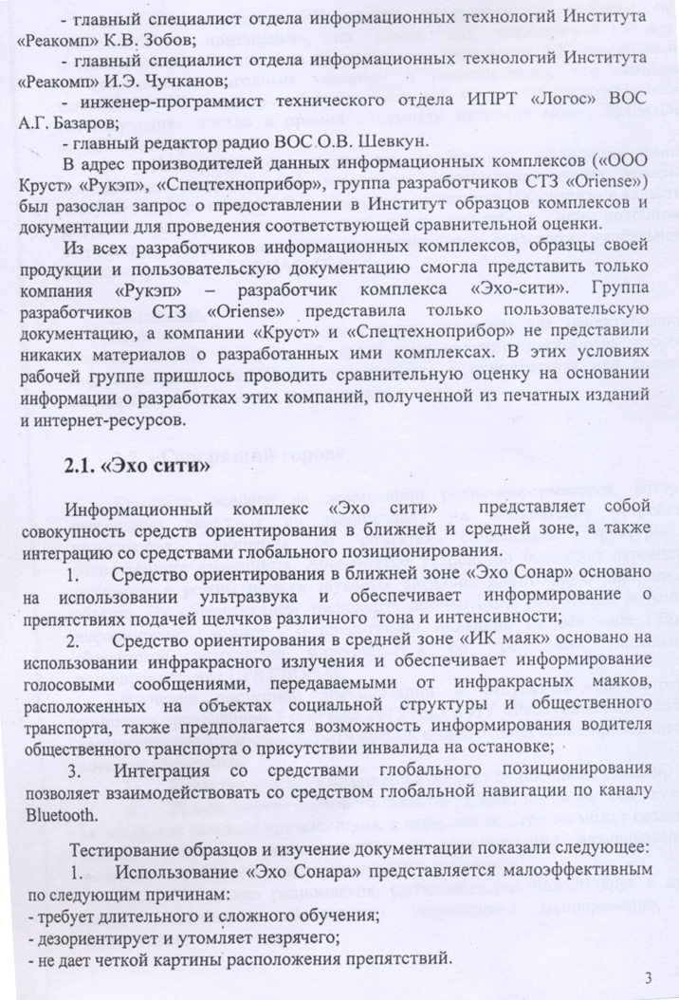 - главный специалист отдела информационных технологий Института
«Реакомп» К.В. Зобов;
- главный специалист отдела информационных технологий Института
«Реакомп» И.Э. Чучканов;
- инженер-программист технического отдела ИПРТ «Логос» ВОС
А.Г. Базаров;
- главный редактор радио ВОС О.В. Шевкун.
В адрес производителей данных информационных комплексов («ООО
Круст» «Рукэп», «Спецтехноприбор», группа разработчиков СТЗ «Oriense»)
был разослан запрос о предоставлении в Институт образцов комплексов и
документации для проведения соответствующей сравнительной оценки.
Из всех разработчиков информационных комплексов, образцы своей
продукции и пользовательскую документацию смогла представить только
компания «Рукэп» – разработчик комплекса «Эхо-сити». Группа
разработчиков СТЗ «Oriense» представила только пользовательскую
документацию, а компании «Круст» и «Спецтехноприбор» не предоставили
никаких материалов о разработанных ими комплексах. В этих условиях
рабочей группе пришлось проводить сравнительную оценку на основании
информации о разработках этих компаний, полученной из печатных изданий
и интернет-ресурсов.
2.1. «Эхо сити»
Информационный комплекс «Эхо сити» представляет собой
совокупность средств ориентирования в ближней и средней зоне, а также
интеграцию со средствами глобального позиционирования.
1. Средство ориентирования в ближней зоне «Эхо Сонар» основано
на использовании ультразвука и обеспечивает информирование о
препятствиях подачей щелчков различного тона и интенсивности;
2. Средство ориентирования в средней зоне «ИК маяк» основано на
использовании инфракрасного излучения и обеспечивает информирование
голосовыми сообщениями, передаваемыми от инфракрасных маяков,
расположенных на объектах социальной структуры и общественного
транспорта, также предполагается возможность информирования водителя
общественного транспорта о присутствии инвалида на остановке;
3. Интеграция со средствами глобального позиционирования
позволяет взаимодействовать со средством глобальной навигации по каналу
Bluetooth.
Тестирование образцов и изучение документации показали следующее:
1. Использование «Эхо Сонара» представляется малоэффективным
по следующим причинам:
- требует длительного и сложного обучения;
- дезориентирует и утомляет незрячего;
- не дает четкой картины расположения препятствий.
3